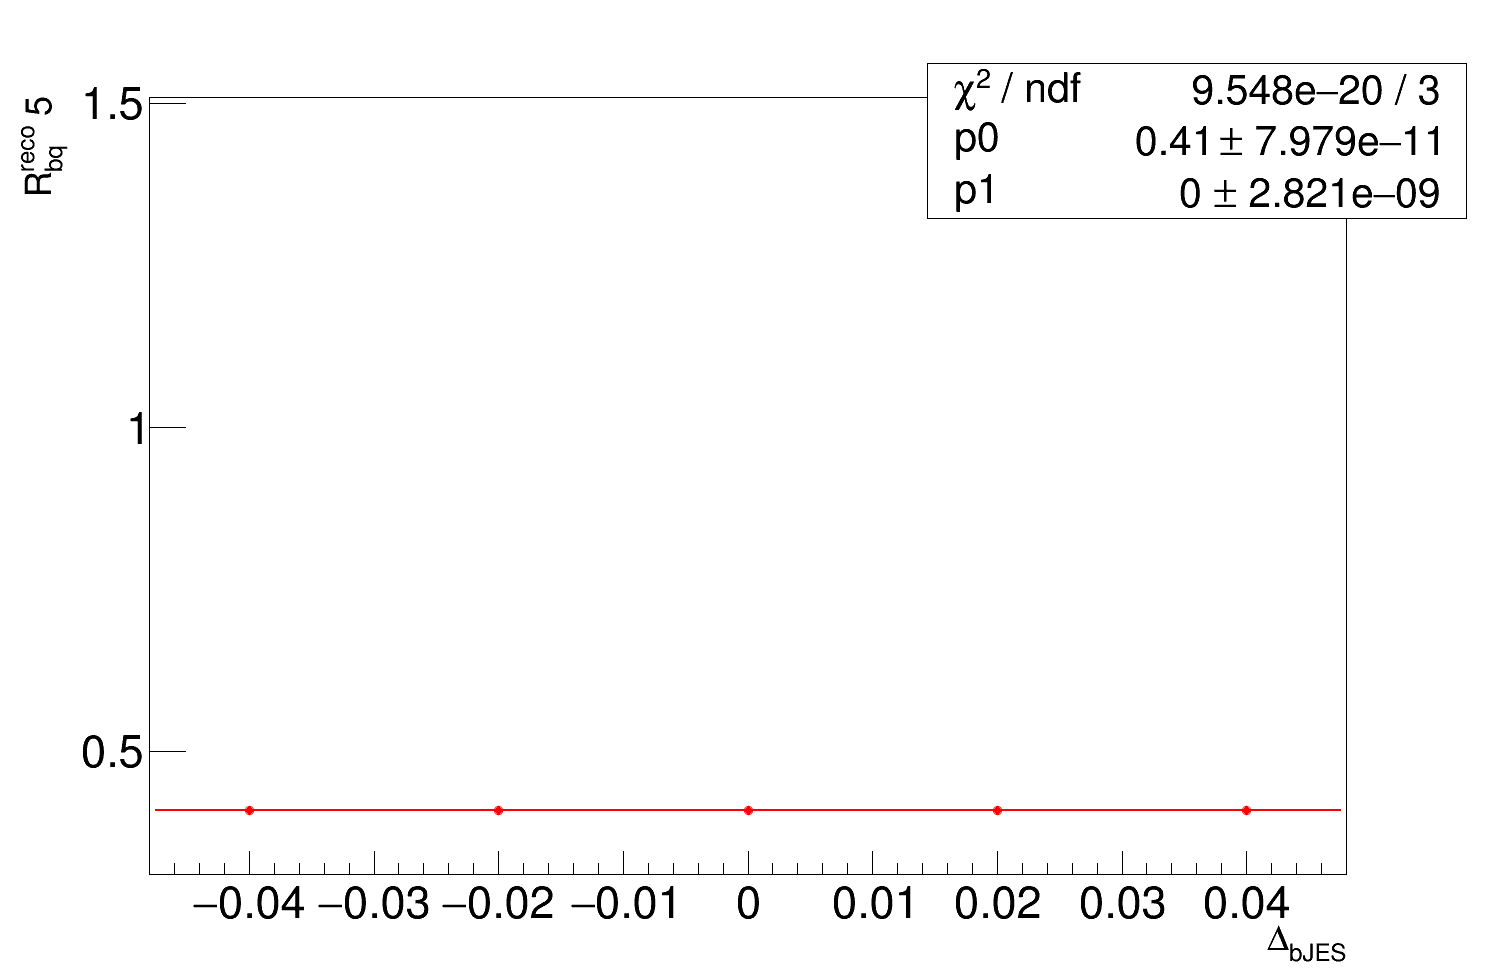 χ² / ndf 9.548e−20 / 3
p0 0.41 ± 7.979e−11
p1 0 ± 2.821e−09
R_bq^reco 5
1.5
1
0.5
−0.04 −0.03 −0.02 −0.01 0 0.01 0.02 0.03 0.04
Δ_bJES